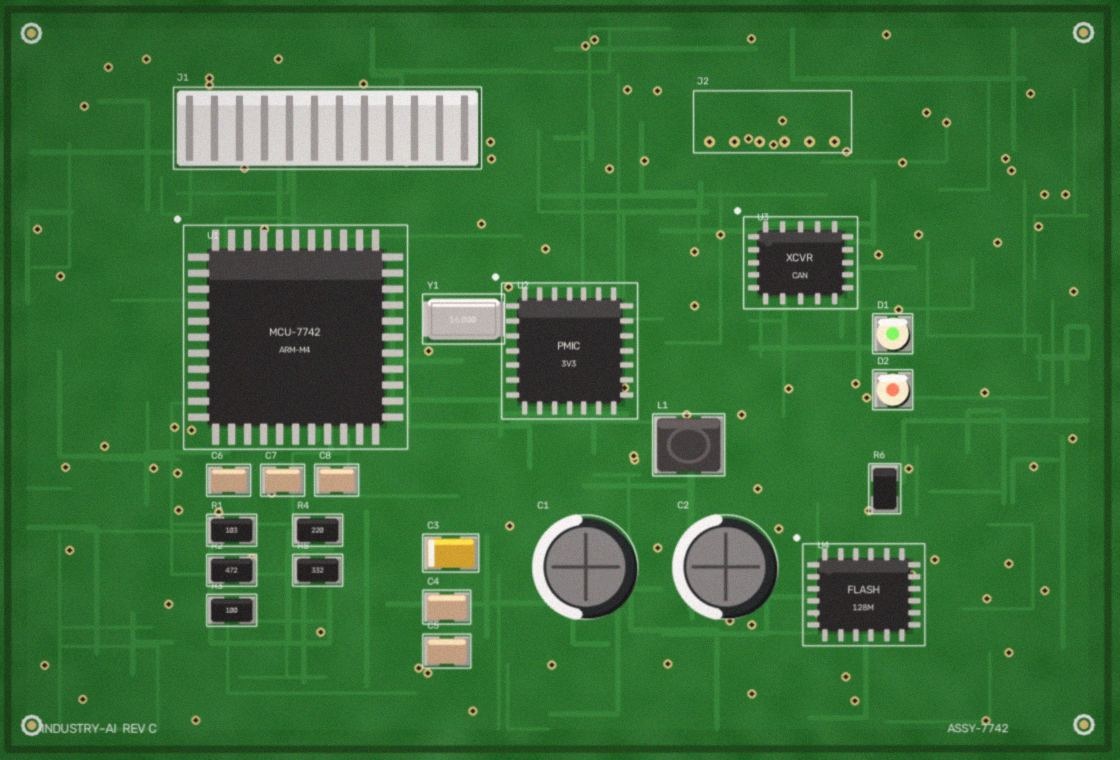 J1
J2
U1
U3
XCVR
CAN
Y1
16.000
U2
MCU-7742
ARM-M4
PMIC
3V3
D1
D2
L1
C6
C7
C8
R6
R1
R4
103
220
C1
C2
C3
R2
R5
472
332
U4
C4
R3
100
FLASH
128M
C5
INDUSTRY-AI REV C
ASSY-7742